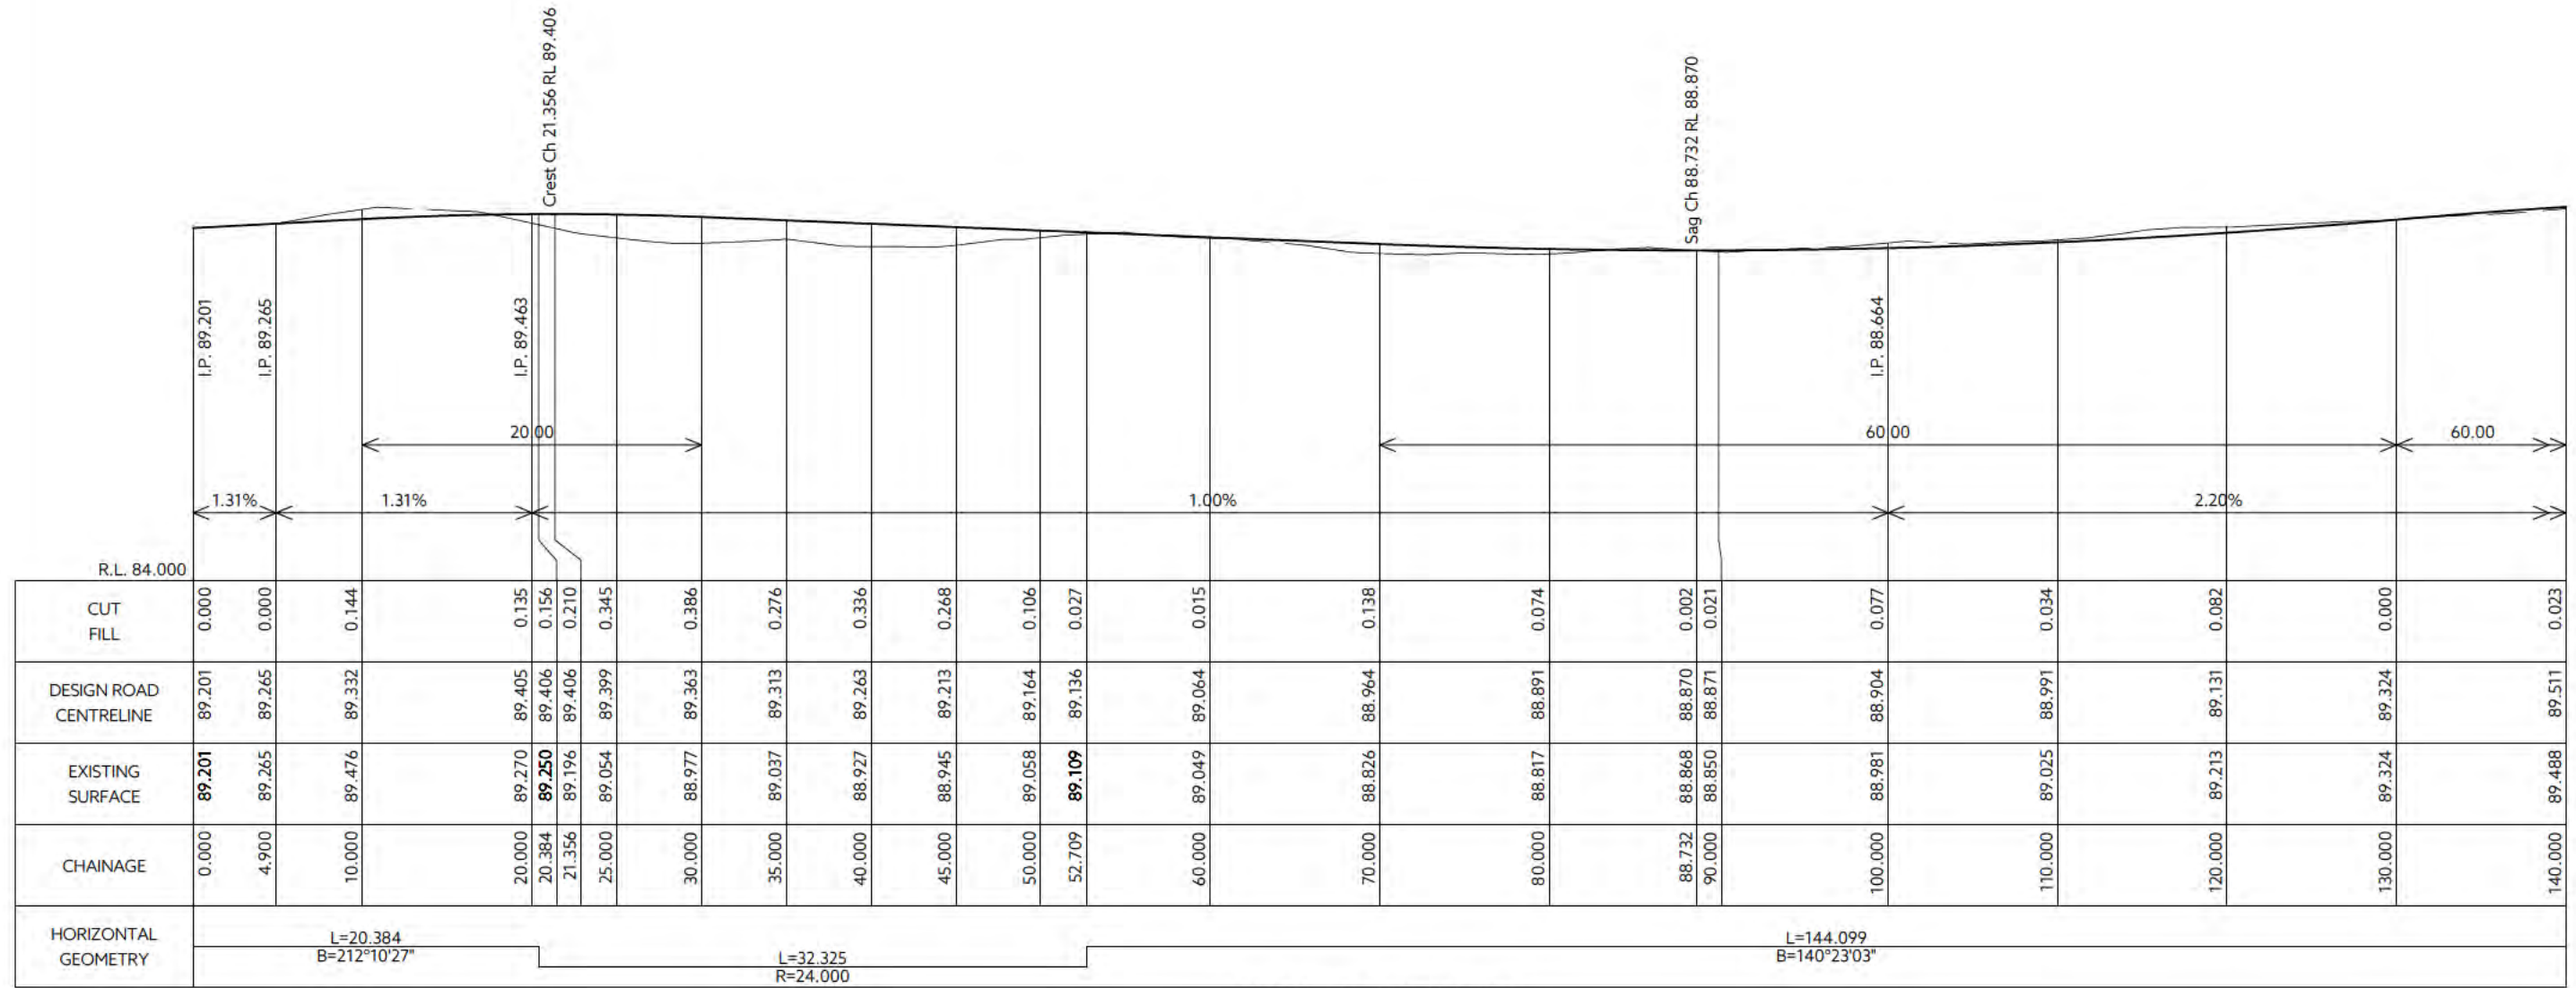 Crest Ch 21.356 RL 89.406
Sag Ch 88.732 RL 88.870
I.P. 89.201
I.P. 89.265
I.P. 89.463
I.P. 88.664
20.00
60.00
60.00
1.31%
1.31%
1.00%
2.20%
R.L. 84.000
CUT
FILL
0.000 0.000 0.144 0.135 0.156 0.210 0.345 0.386 0.276 0.336 0.268 0.106 0.027 0.015 0.138 0.074 0.002 0.021 0.077 0.034 0.082 0.000 0.023
DESIGN ROAD
CENTRELINE
89.201 89.265 89.332 89.405 89.406 89.406 89.399 89.363 89.313 89.263 89.213 89.164 89.136 89.064 88.964 88.891 88.870 88.871 88.904 88.991 89.131 89.324 89.511
EXISTING
SURFACE
89.201 89.265 89.476 89.270 89.250 89.196 89.054 88.977 89.037 88.927 88.945 89.058 89.109 89.049 88.826 88.817 88.868 88.850 88.981 89.025 89.213 89.324 89.488
CHAINAGE
0.000 4.900 10.000 20.000 20.384 21.356 25.000 30.000 35.000 40.000 45.000 50.000 52.709 60.000 70.000 80.000 88.732 90.000 100.000 110.000 120.000 130.000 140.000
HORIZONTAL
GEOMETRY
L=20.384
B=212°10'27"
L=32.325
R=24.000
L=144.099
B=140°23'03"